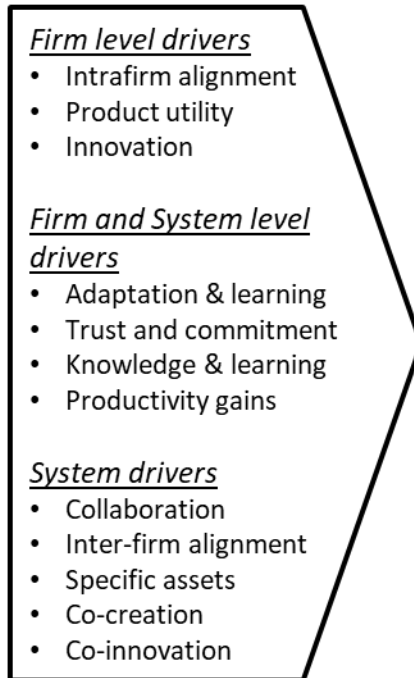 Firm level drivers
• Intrafirm alignment
• Product utility
• Innovation
Firm and System level
drivers
• Adaptation & learning
• Trust and commitment
• Knowledge & learning
• Productivity gains
System drivers
• Collaboration
• Inter-firm alignment
• Specific assets
• Co-creation
• Co-innovation